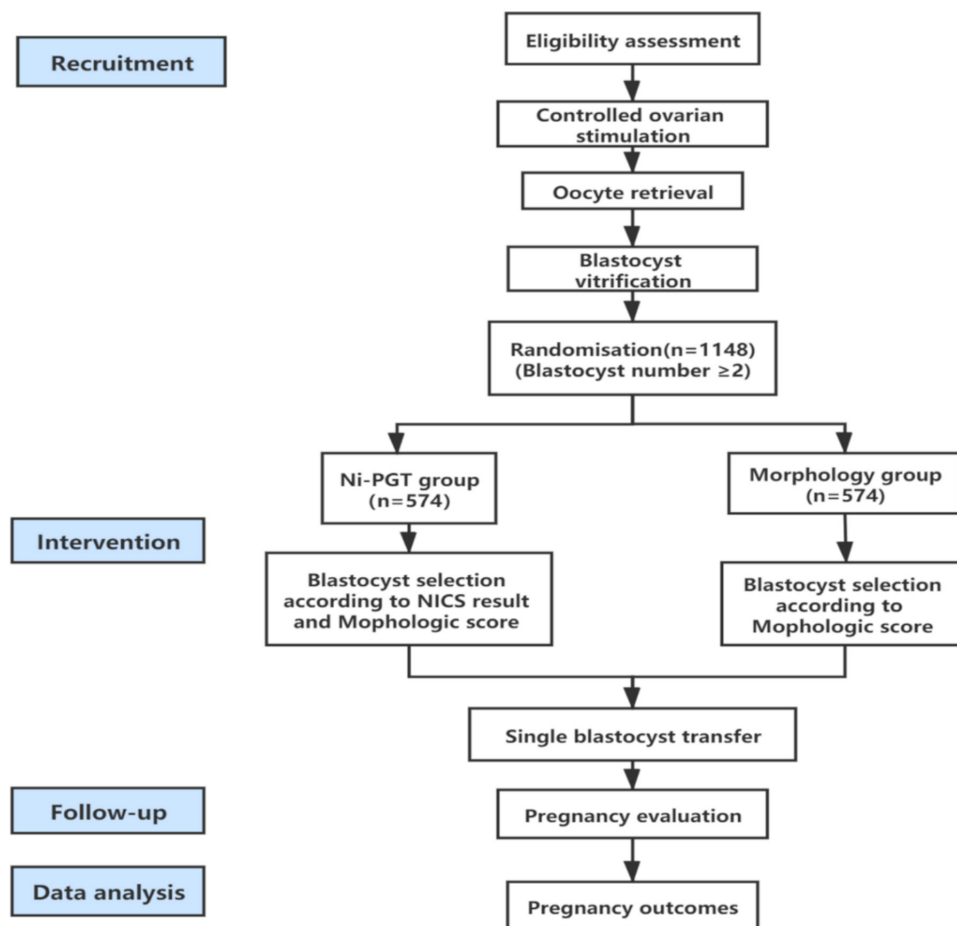 Eligibility assessment
Recruitment
Controlled ovarian
stimulation
Oocyte retrieval
Blastocyst
vitrification
Randomisation(n=1148)
(Blastocyst number ≥2)
Ni-PGT group
(n=574)
Morphology group
(n=574)
Intervention
Blastocyst selection
according to NICS result
and Mophologic score
Blastocyst selection
according to
Mophologic score
Single blastocyst transfer
Follow-up
Pregnancy evaluation
Data analysis
Pregnancy outcomes